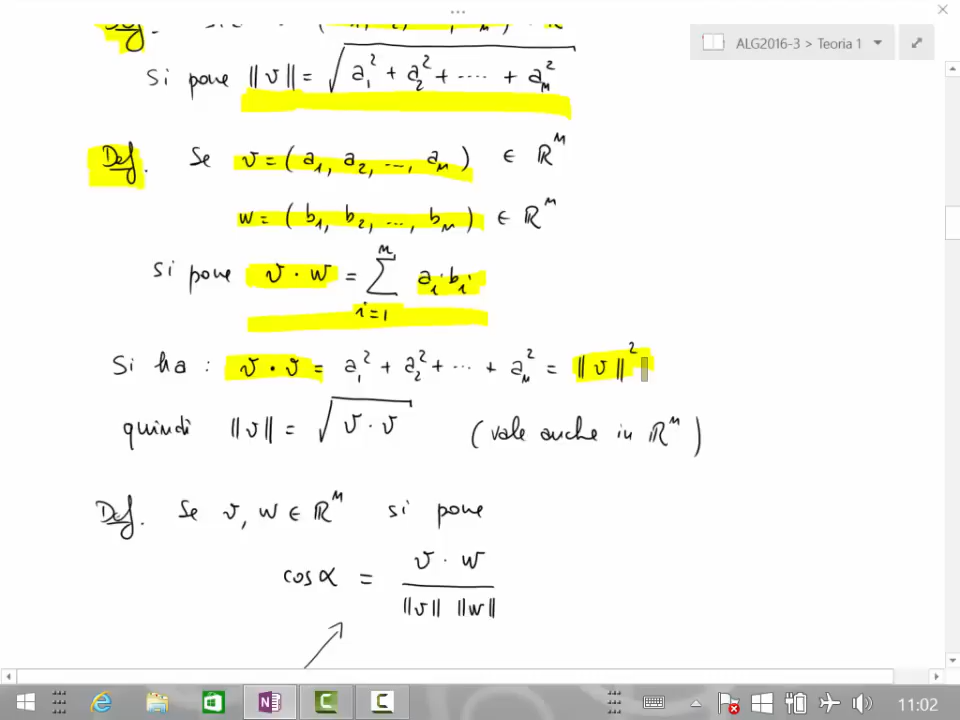 ALG2016-3 > Teoria 1
Si pone ‖v‖ = √(a₁² + a₂² + ···· + aₙ²)
Def. Se v = (a₁, a₂, ..., aₙ) ∈ ℝⁿ
w = (b₁, b₂, ..., bₙ) ∈ ℝⁿ
si pone v · w = ∑ᵢ₌₁ⁿ aᵢ bᵢ
Si ha : v · v = a₁² + a₂² + ··· + aₙ² = ‖v‖²
quindi ‖v‖ = √(v · v) (vale anche in ℝⁿ)
Def. Se v, w ∈ ℝⁿ si pone
cos α = v · w / ‖v‖ ‖w‖
11:02